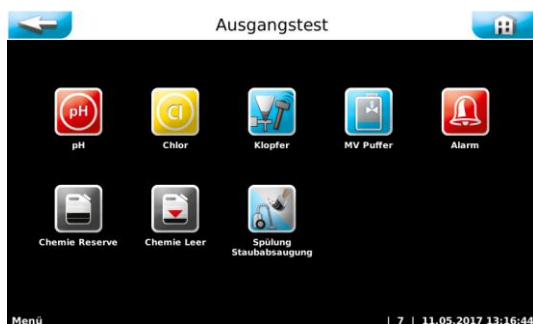 Ausgangstest
pH
Cl
pH
Chlor
Klopfer
MV Puffer
Alarm
Chemie Reserve
Chemie Leer
Spülung
Staubabsaugung
Menü
| 7 | 11.05.2017 13:16:44